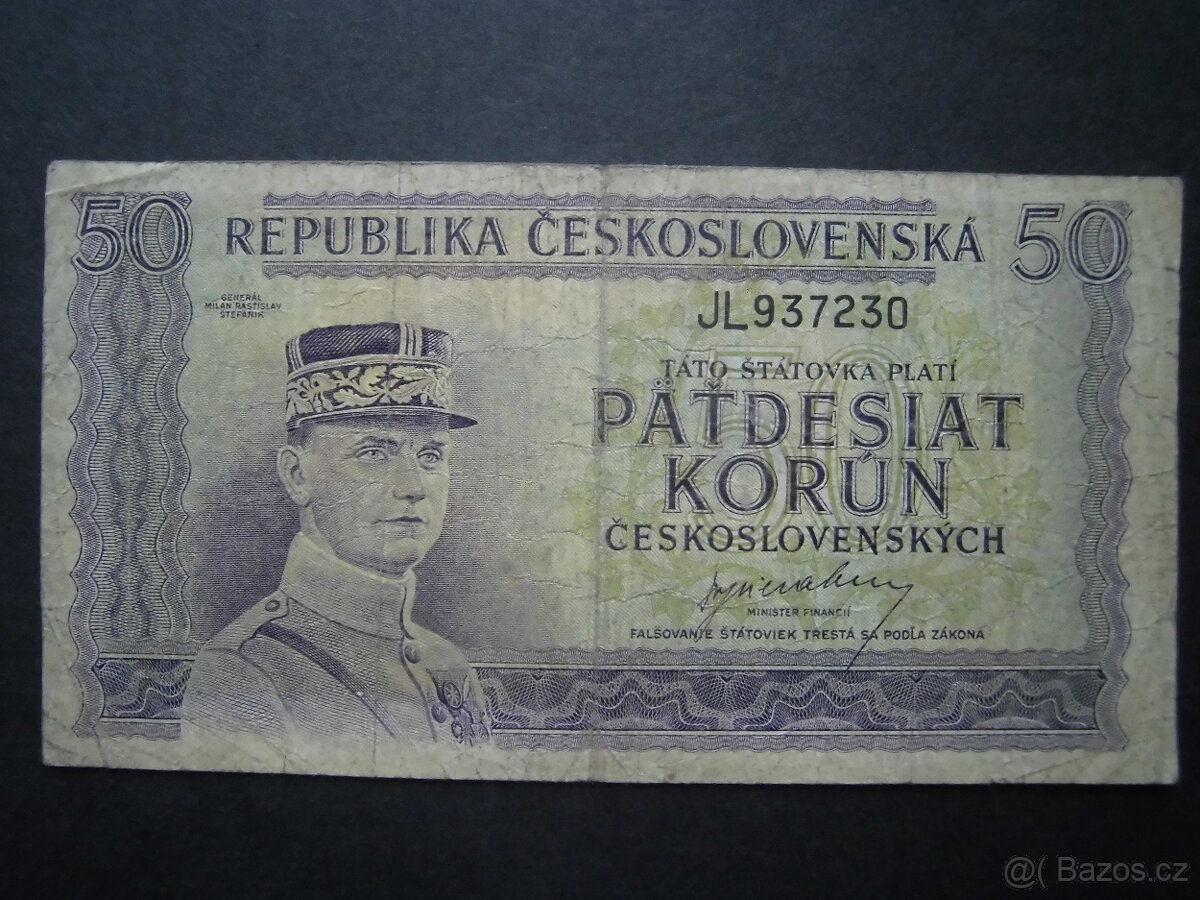 50 REPUBLIKA ČESKOSLOVENSKÁ 50
GENERÁL
MILAN RASTISLAV
ŠTEFÁNIK
JL937230
TÁTO ŠTÁTOVKA PLATÍ
PÄŤDESIAT
KORÚN
ČESKOSLOVENSKÝCH
MINISTER FINANCIÍ
FALŠOVANIE ŠTÁTOVIEK TRESTÁ SA PODĽA ZÁKONA
@( Bazos.cz